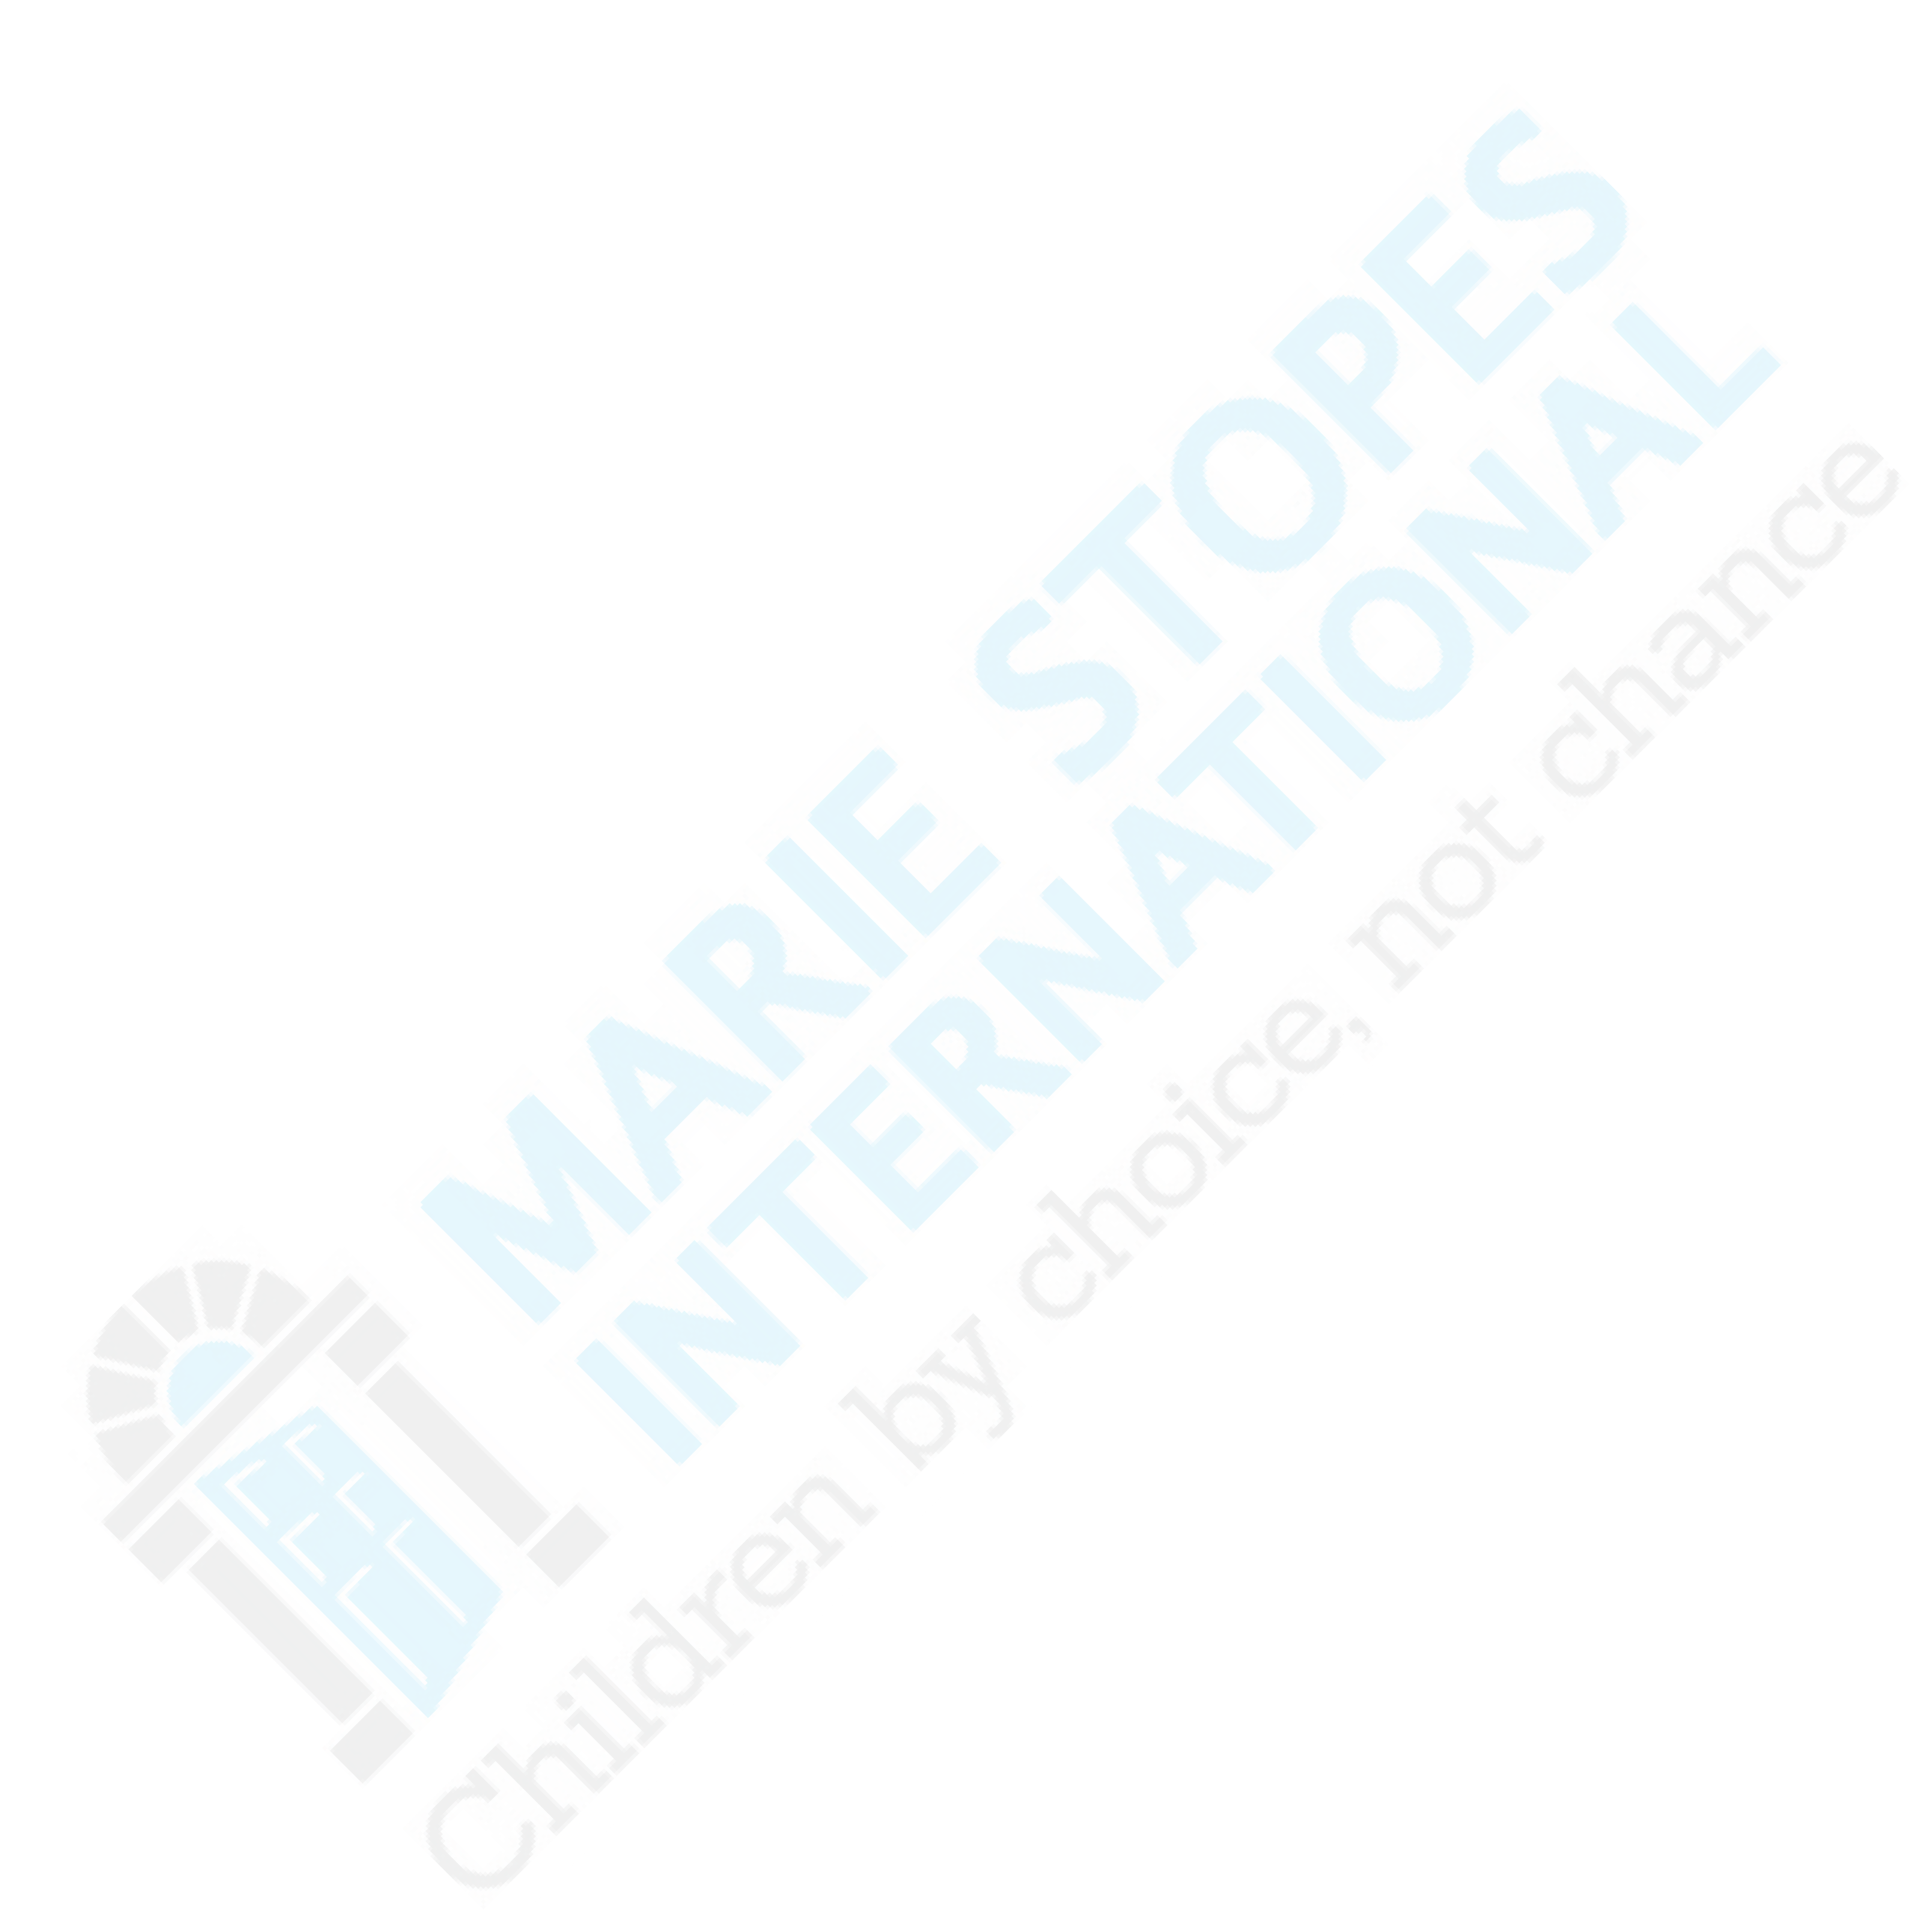 MARIE STOPES
INTERNATIONAL
Children by choice, not chance